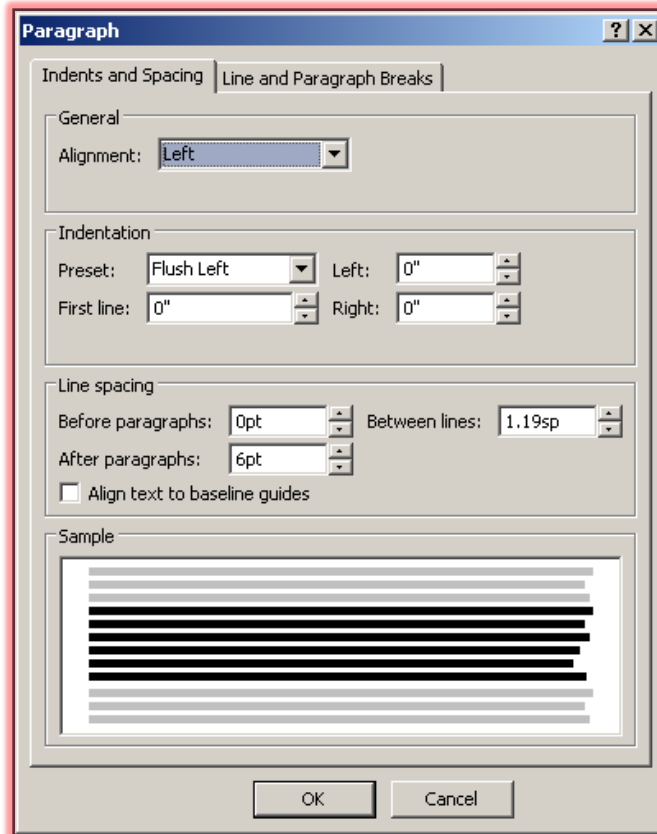 Paragraph
Indents and Spacing Line and Paragraph Breaks
General
Alignment: Left
Indentation
Preset: Flush Left Left: 0"
First line: 0" Right: 0"
Line spacing
Before paragraphs: 0pt Between lines: 1.19sp
After paragraphs: 6pt
Align text to baseline guides
Sample
OK Cancel